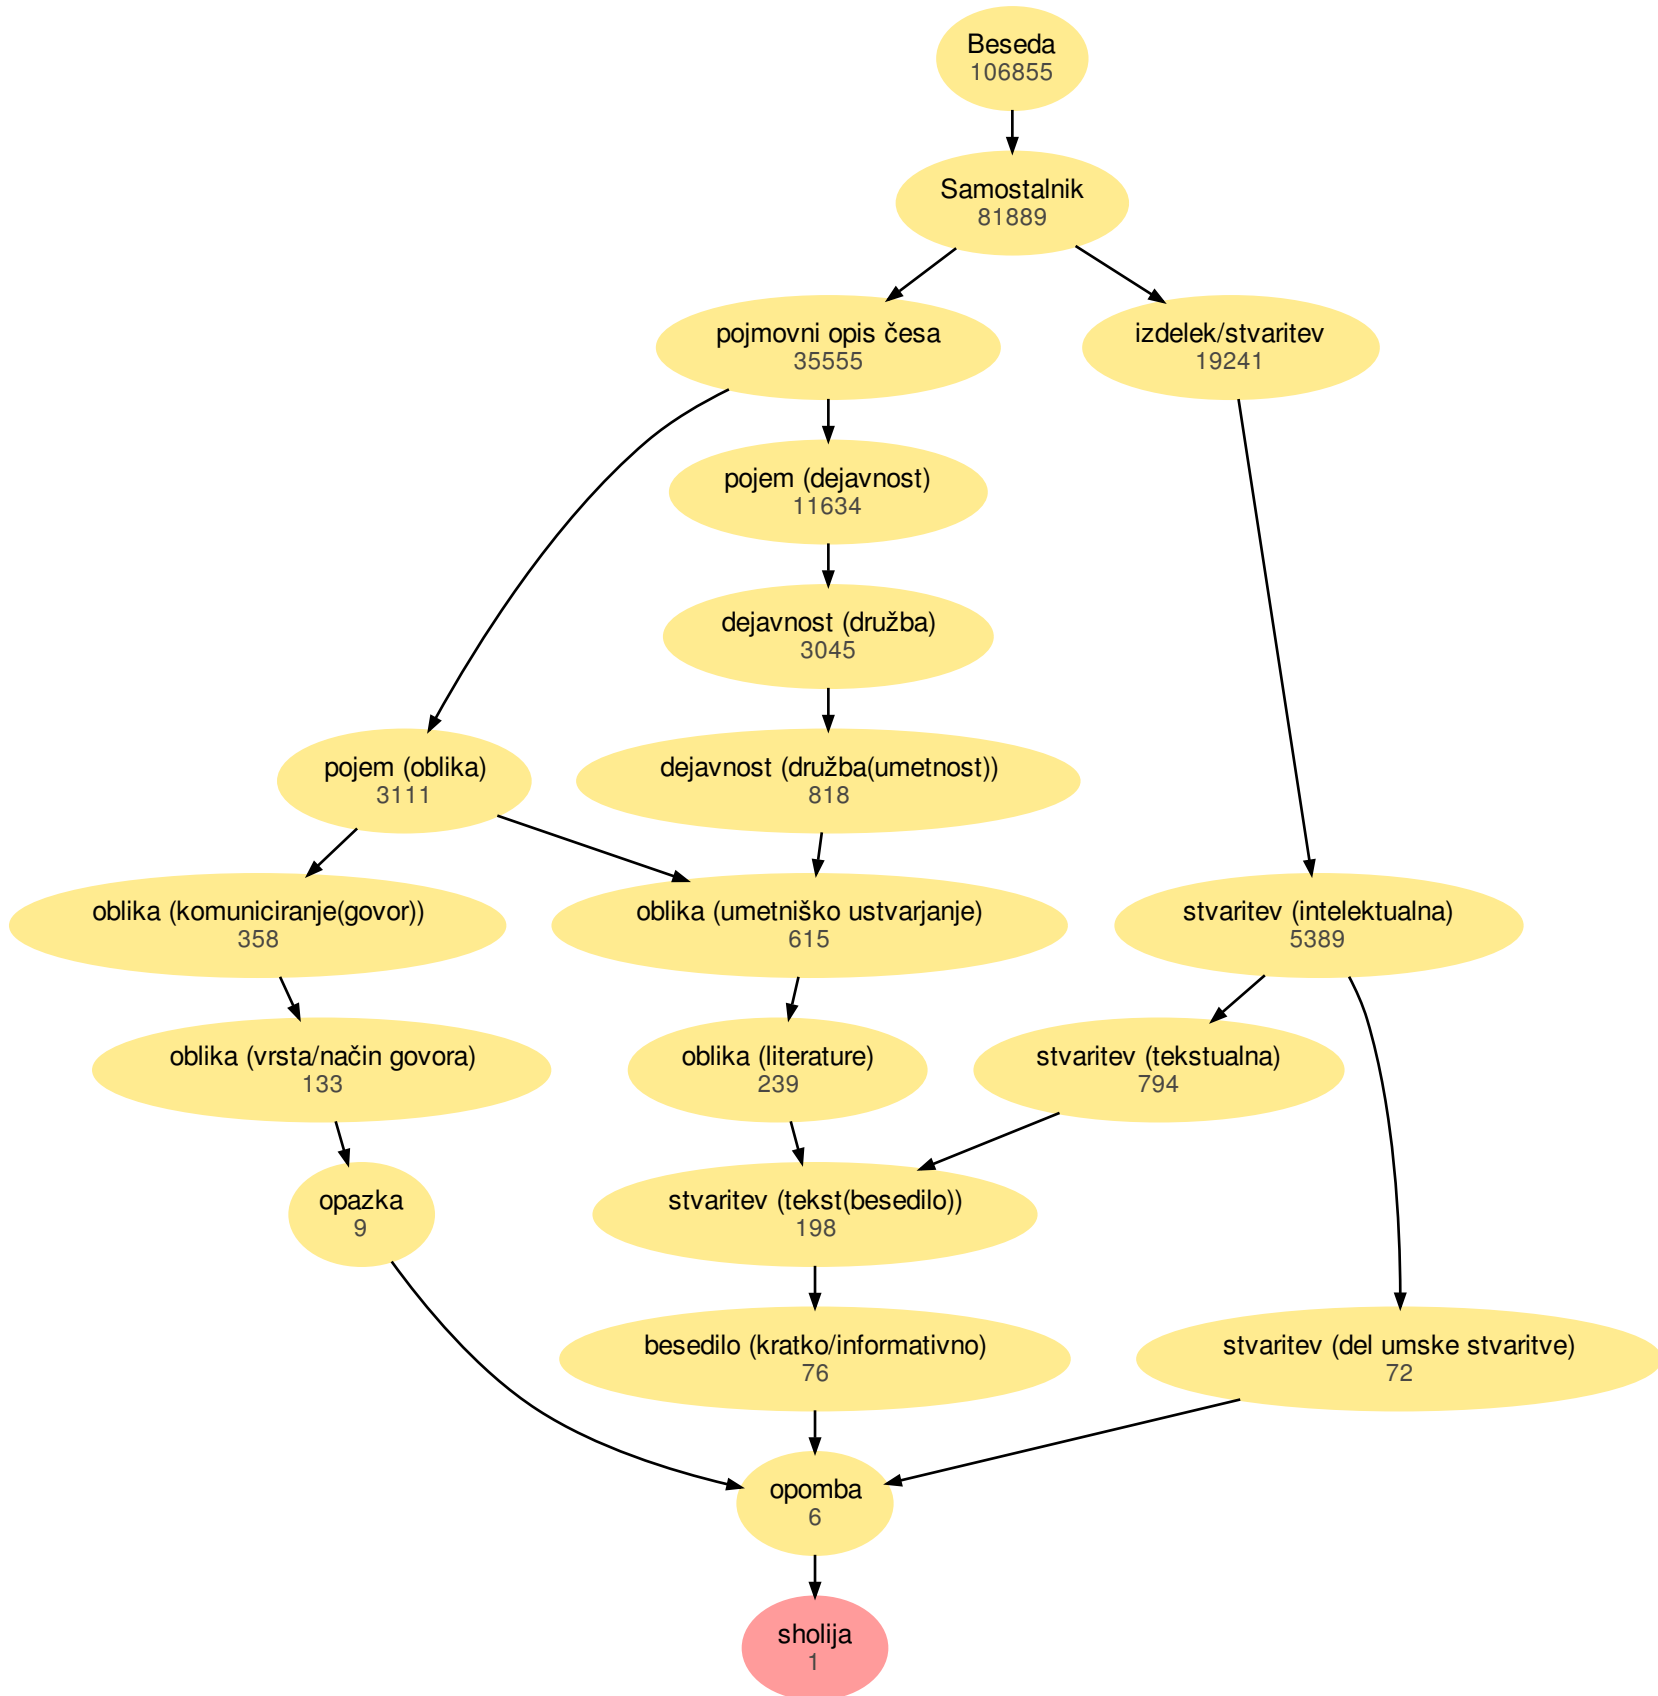 Beseda
106855
Samostalnik
81889
pojmovni opis česa
35555
izdelek/stvaritev
19241
pojem (dejavnost)
11634
dejavnost (družba)
3045
pojem (oblika)
3111
dejavnost (družba(umetnost))
818
oblika (komuniciranje(govor))
358
oblika (umetniško ustvarjanje)
615
stvaritev (intelektualna)
5389
oblika (vrsta/način govora)
133
oblika (literature)
239
stvaritev (tekstualna)
794
opazka
9
stvaritev (tekst(besedilo))
198
besedilo (kratko/informativno)
76
stvaritev (del umske stvaritve)
72
opomba
6
sholija
1